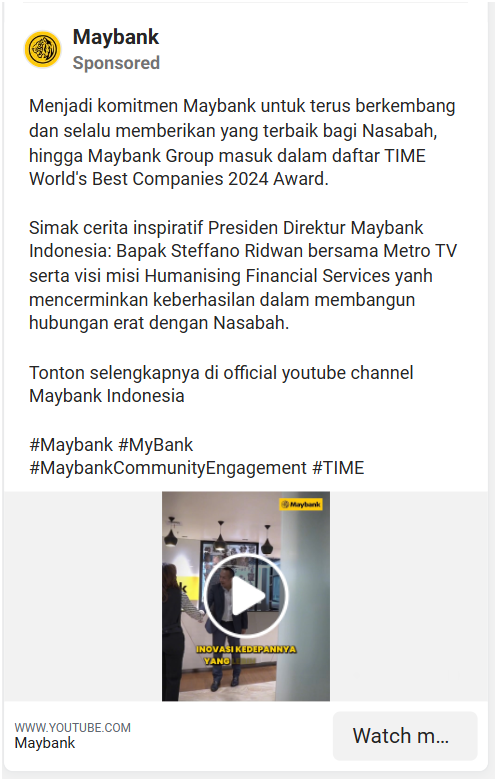 Maybank
Sponsored
Menjadi komitmen Maybank untuk terus berkembang
dan selalu memberikan yang terbaik bagi Nasabah,
hingga Maybank Group masuk dalam daftar TIME
World's Best Companies 2024 Award.
Simak cerita inspiratif Presiden Direktur Maybank
Indonesia: Bapak Steffano Ridwan bersama Metro TV
serta visi misi Humanising Financial Services yanh
mencerminkan keberhasilan dalam membangun
hubungan erat dengan Nasabah.
Tonton selengkapnya di official youtube channel
Maybank Indonesia
#Maybank #MyBank
#MaybankCommunityEngagement #TIME
Maybank
INOVASI KEDEPANNYA
YANG
WWW.YOUTUBE.COM
Maybank
Watch m...